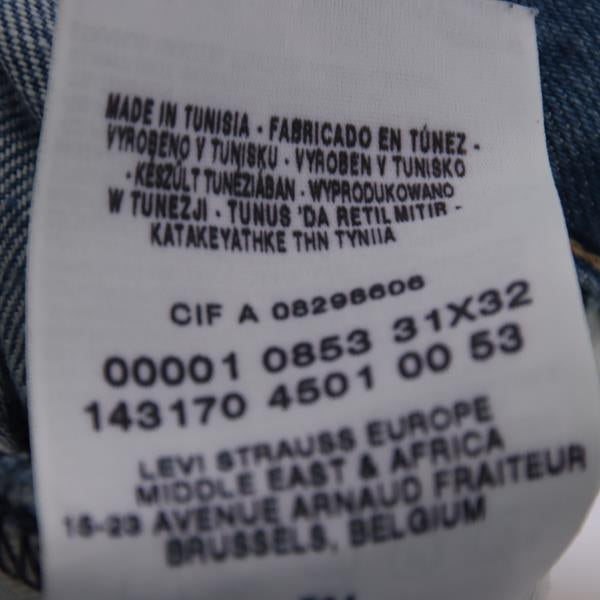 MADE IN TUNISIA - FABRICADO EN TÚNEZ -
VYROBENO V TUNISKU - VYROBEN V TUNISKO
- KÉSZÜLT TUNÉZIÁBAN - WYPRODUKOWANO
W TUNEZJI - TUNUS 'DA RETILMITIR -
KATAKEYATHKE THN TYNIIA
CIF A 08298606
00001 0853 31X32
143170 4501 00 53
LEVI STRAUSS EUROPE
MIDDLE EAST & AFRICA
15-23 AVENUE ARNAUD FRAITEUR
BRUSSELS, BELGIUM